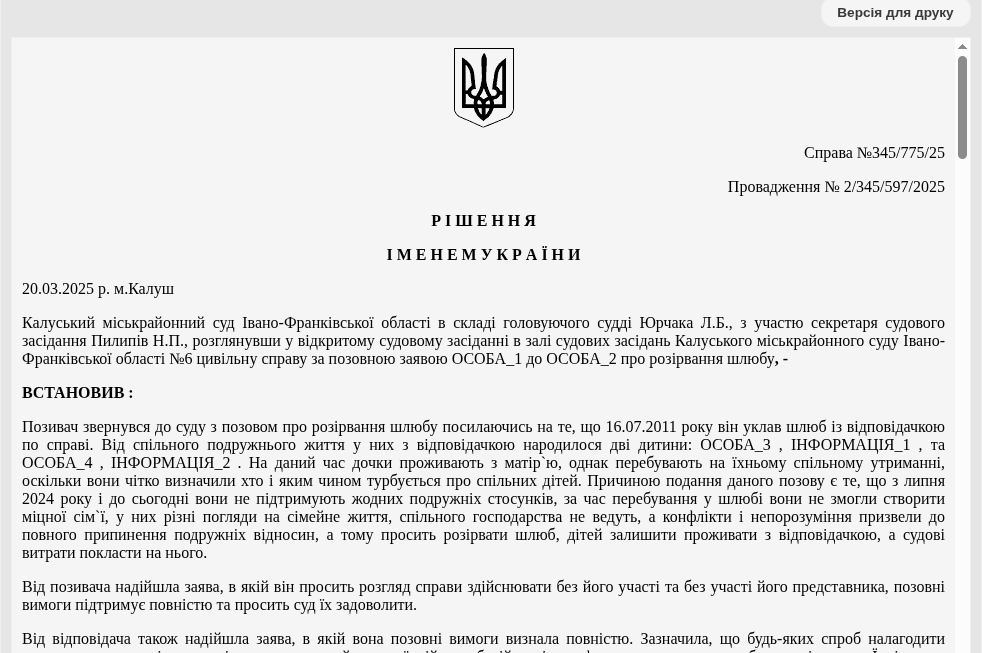 Версія для друку
Справа №345/775/25
Провадження № 2/345/597/2025
Р І Ш Е Н Н Я
І М Е Н Е М У К Р А Ї Н И
20.03.2025 р. м.Калуш
Калуський міськрайонний суд Івано-Франківської області в складі головуючого судді Юрчака Л.Б., з участю секретаря судового
засідання Пилипів Н.П., розглянувши у відкритому судовому засіданні в залі судових засідань Калуського міськрайонного суду Івано-
Франківської області №6 цивільну справу за позовною заявою ОСОБА_1 до ОСОБА_2 про розірвання шлюбу, -
ВСТАНОВИВ :
Позивач звернувся до суду з позовом про розірвання шлюбу посилаючись на те, що 16.07.2011 року він уклав шлюб із відповідачкою
по справі. Від спільного подружнього життя у них з відповідачкою народилося дві дитини: ОСОБА_3 , ІНФОРМАЦІЯ_1 , та
ОСОБА_4 , ІНФОРМАЦІЯ_2 . На даний час дочки проживають з матір`ю, однак перебувають на їхньому спільному утриманні,
оскільки вони чітко визначили хто і яким чином турбується про спільних дітей. Причиною подання даного позову є те, що з липня
2024 року і до сьогодні вони не підтримують жодних подружніх стосунків, за час перебування у шлюбі вони не змогли створити
міцної сім`ї, у них різні погляди на сімейне життя, спільного господарства не ведуть, а конфлікти і непорозуміння призвели до
повного припинення подружніх відносин, а тому просить розірвати шлюб, дітей залишити проживати з відповідачкою, а судові
витрати покласти на нього.
Від позивача надійшла заява, в якій він просить розгляд справи здійснювати без його участі та без участі його представника, позовні
вимоги підтримує повністю та просить суд їх задоволити.
Від відповідача також надійшла заява, в якій вона позовні вимоги визнала повністю. Зазначила, що будь-яких спроб налагодити